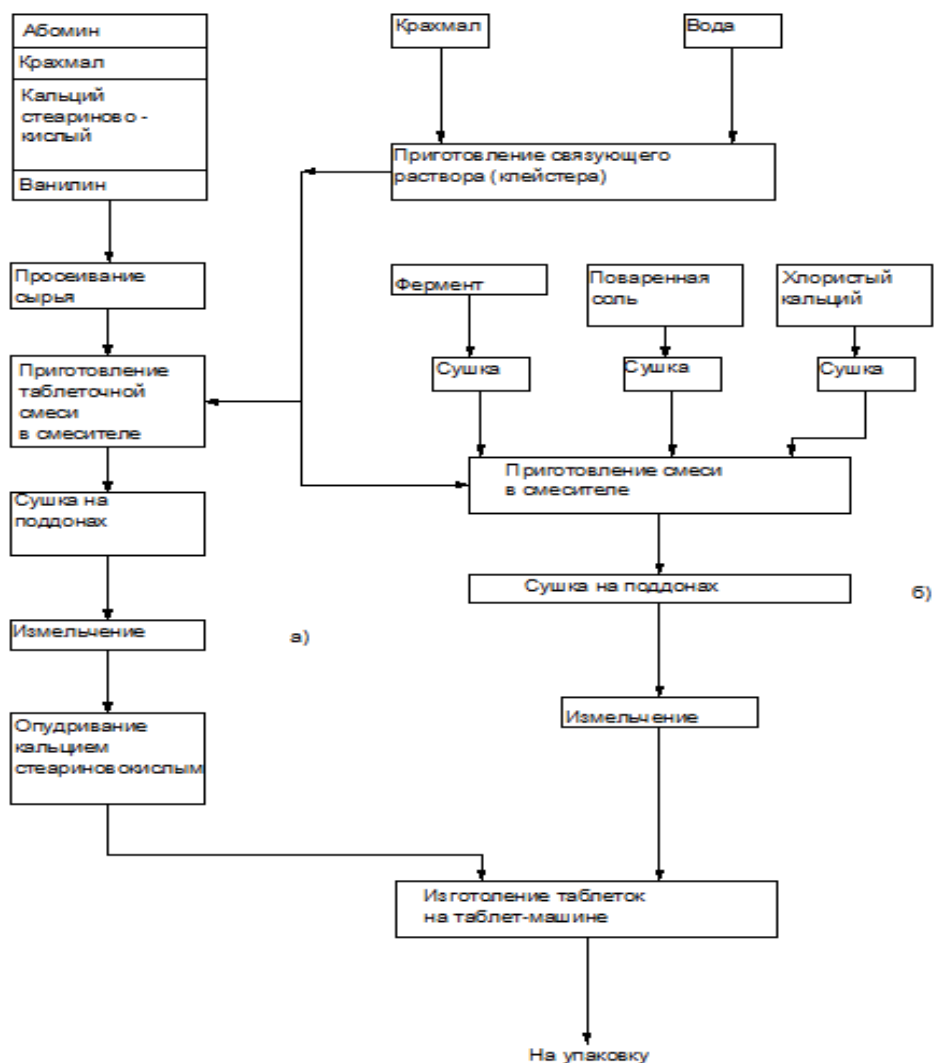 Абомин
Крахмал
Кальций
стеариново -
кислый
Ванилин
Крахмал
Вода
Приготовление связующего
раствора (клейстера)
Просеивание
сырья
Фермент
Поваренная
соль
Хлористый
кальций
Приготовление
таблеточной
смеси
в смесителе
Сушка
Сушка
Сушка
Приготовление смеси
в смесителе
Сушка на
поддонах
Сушка на поддонах
б)
Измельчение
а)
Измельчение
Опудривание
кальцием
стеариновокислым
Изготоление таблеток
на таблет-машине
На упаковку